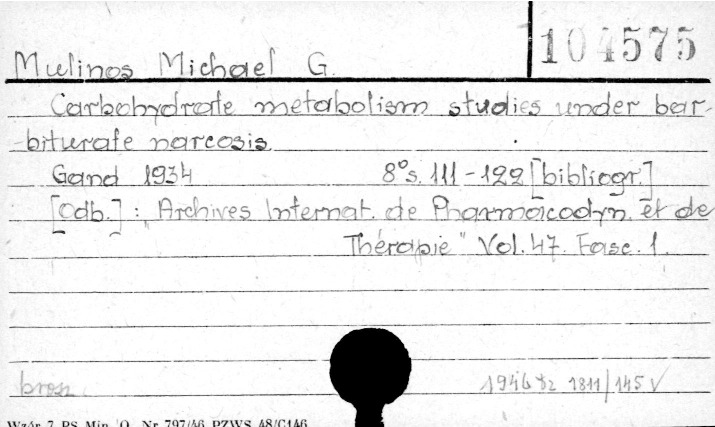 104575
Mulinos Michael G.
Carbohydrate metabolism studies under bar-
-biturate narcosis.
Gand 1934 8°s. 111-122 [bibliogr.]
[Odb.] : "Archives Internat. de Pharmacodyn. et de
Thérapie" Vol. 47. Fasc. 1.
brosz.
1946 dz 1811/145 V
Wzór 7 PS Min. O. Nr 797/46 PZWS 48/C146